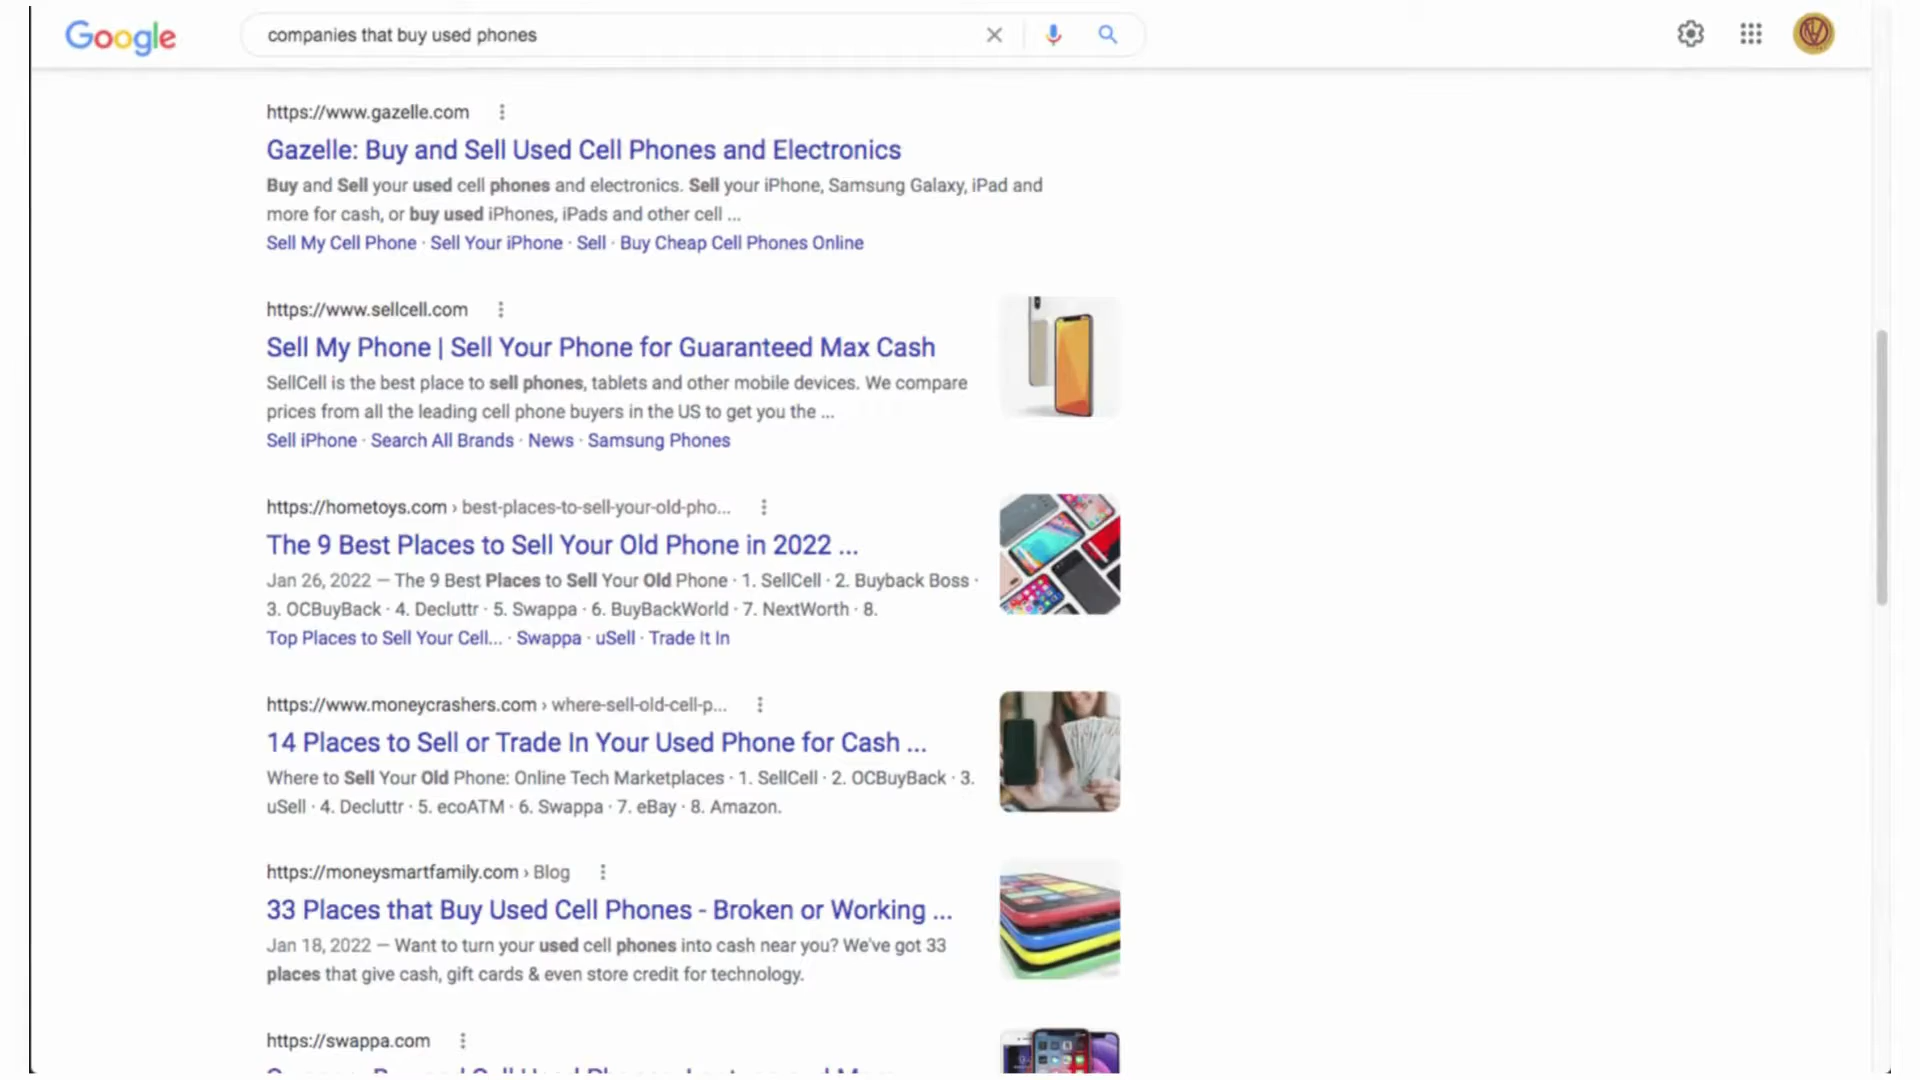 Google
companies that buy used phones
https://www.gazelle.com
Gazelle: Buy and Sell Used Cell Phones and Electronics
Buy and Sell your used cell phones and electronics. Sell your iPhone, Samsung Galaxy, iPad and
more for cash, or buy used iPhones, iPads and other cell ...
Sell My Cell Phone · Sell Your iPhone · Sell · Buy Cheap Cell Phones Online
https://www.sellcell.com
Sell My Phone | Sell Your Phone for Guaranteed Max Cash
SellCell is the best place to sell phones, tablets and other mobile devices. We compare
prices from all the leading cell phone buyers in the US to get you the ...
Sell iPhone · Search All Brands · News · Samsung Phones
https://hometoys.com › best-places-to-sell-your-old-pho...
The 9 Best Places to Sell Your Old Phone in 2022 ...
Jan 26, 2022 — The 9 Best Places to Sell Your Old Phone · 1. SellCell · 2. Buyback Boss ·
3. OCBuyBack · 4. Decluttr · 5. Swappa · 6. BuyBackWorld · 7. NextWorth · 8.
Top Places to Sell Your Cell... · Swappa · uSell · Trade It In
https://www.moneycrashers.com › where-sell-old-cell-p...
14 Places to Sell or Trade In Your Used Phone for Cash ...
Where to Sell Your Old Phone: Online Tech Marketplaces · 1. SellCell · 2. OCBuyBack · 3.
uSell · 4. Decluttr · 5. ecoATM · 6. Swappa · 7. eBay · 8. Amazon.
https://moneysmartfamily.com › Blog
33 Places that Buy Used Cell Phones - Broken or Working ...
Jan 18, 2022 — Want to turn your used cell phones into cash near you? We've got 33
places that give cash, gift cards & even store credit for technology.
https://swappa.com